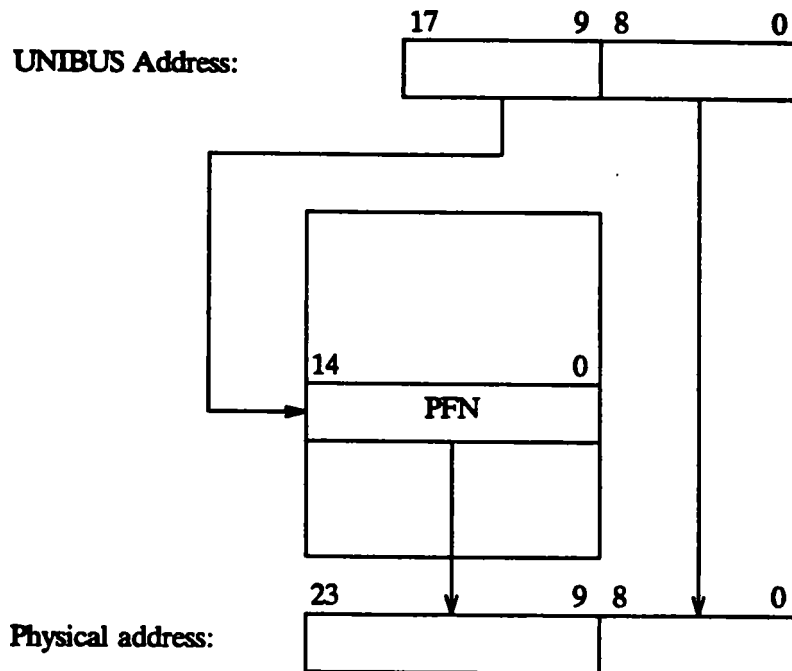 17 9 8 0
UNIBUS Address:
14 0
PFN
23 9 8 0
Physical address: